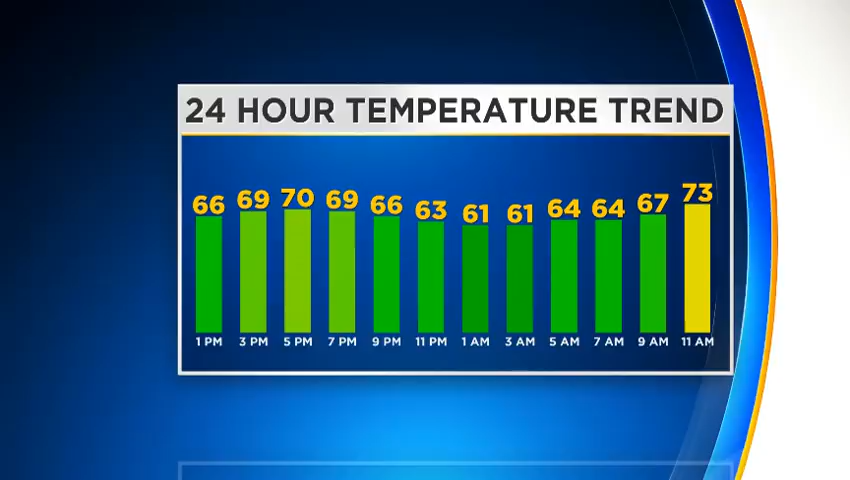 24 HOUR TEMPERATURE TREND
66 69 70 69 66 63 61 61 64 64 67 73
1 PM 3 PM 5 PM 7 PM 9 PM 11 PM 1 AM 3 AM 5 AM 7 AM 9 AM 11 AM